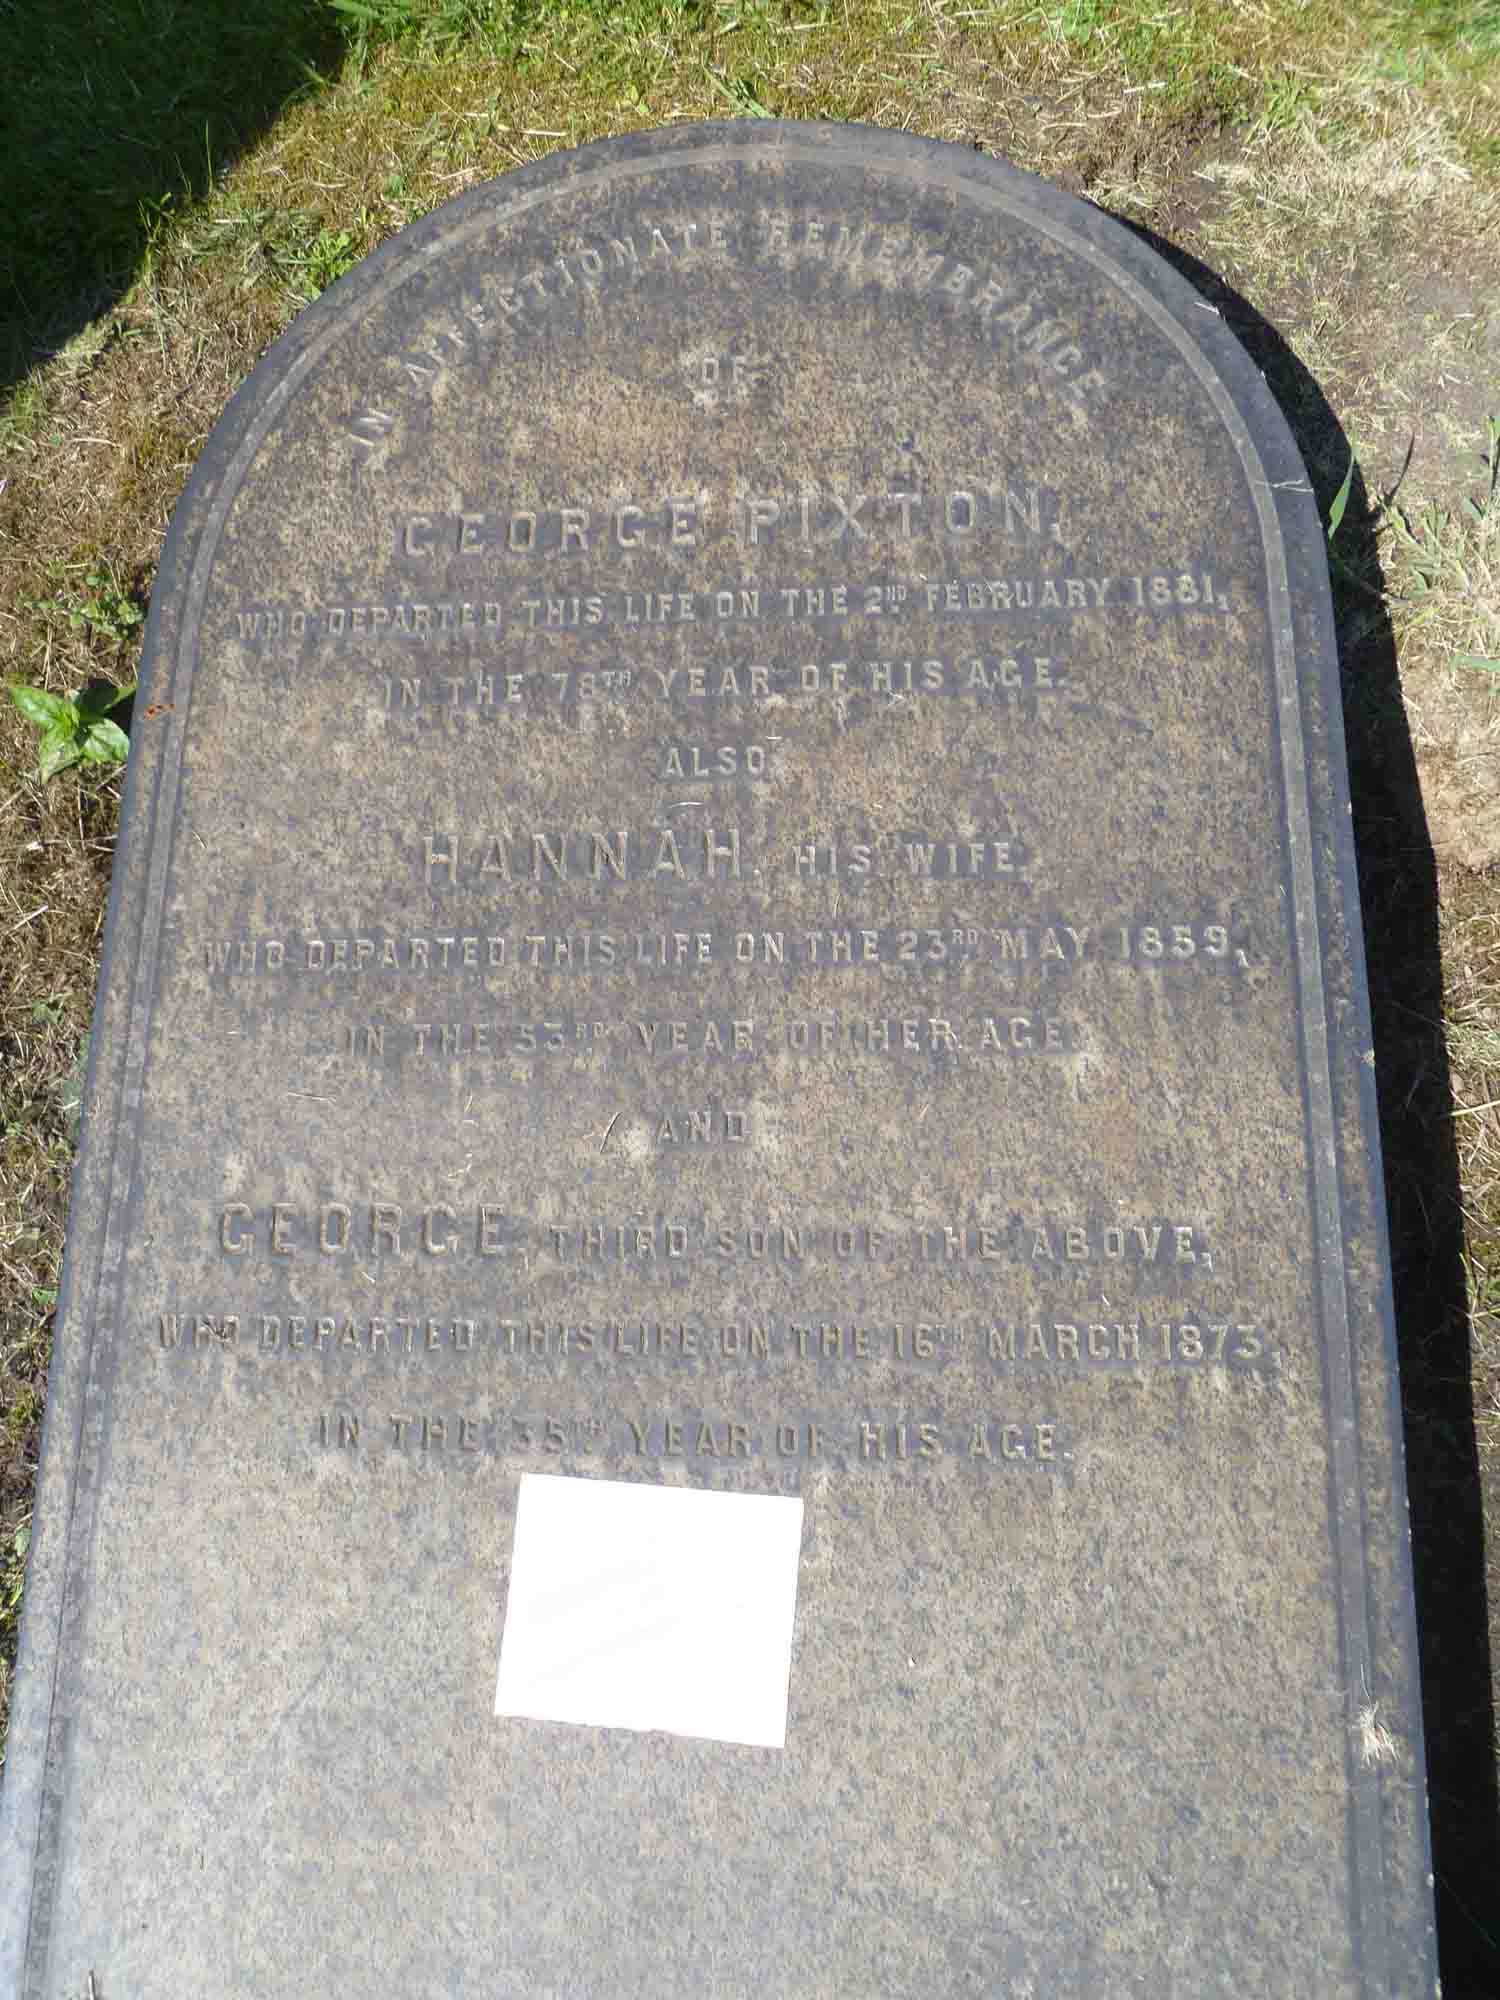 IN AFFECTIONATE REMEMBRANCE
OF
GEORGE PIXTON,
WHO DEPARTED THIS LIFE ON THE 2ND FEBRUARY 1881,
IN THE 78TH YEAR OF HIS AGE.
ALSO
HANNAH, HIS WIFE,
WHO DEPARTED THIS LIFE ON THE 23RD MAY 1859,
IN THE 53RD YEAR OF HER AGE.
AND
GEORGE, THIRD SON OF THE ABOVE,
WHO DEPARTED THIS LIFE ON THE 16TH MARCH 1873,
IN THE 35TH YEAR OF HIS AGE.